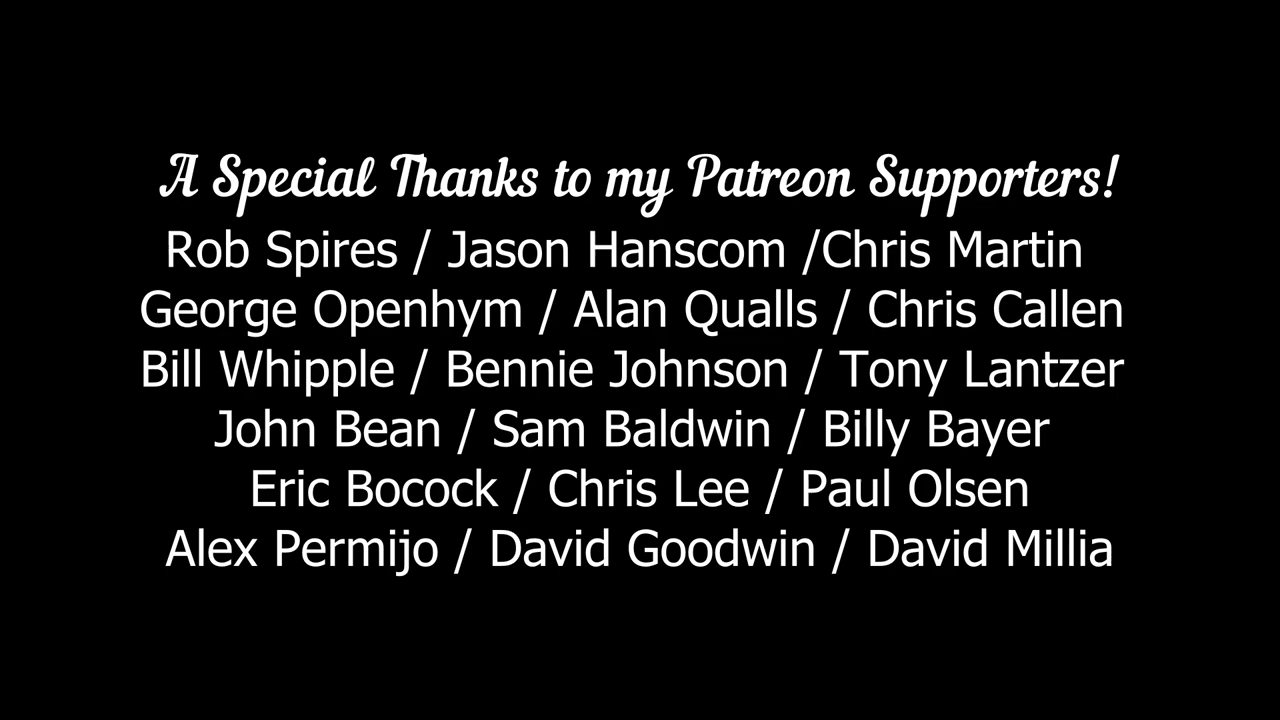 A Special Thanks to my Patreon Supporters!
Rob Spires / Jason Hanscom /Chris Martin
George Openhym / Alan Qualls / Chris Callen
Bill Whipple / Bennie Johnson / Tony Lantzer
John Bean / Sam Baldwin / Billy Bayer
Eric Bocock / Chris Lee / Paul Olsen
Alex Permijo / David Goodwin / David Millia